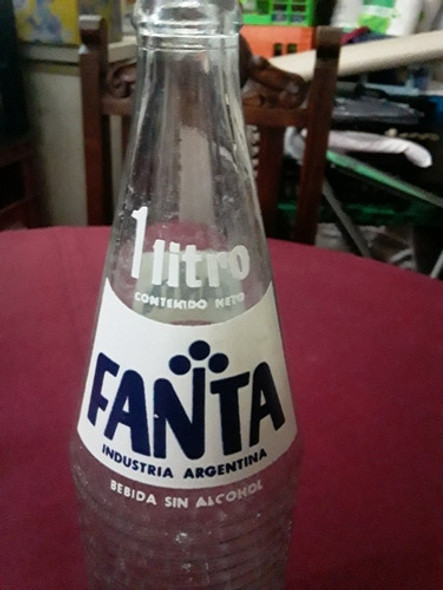 1 litro
CONTENIDO NETO
FANTA
INDUSTRIA ARGENTINA
BEBIDA SIN ALCOHOL